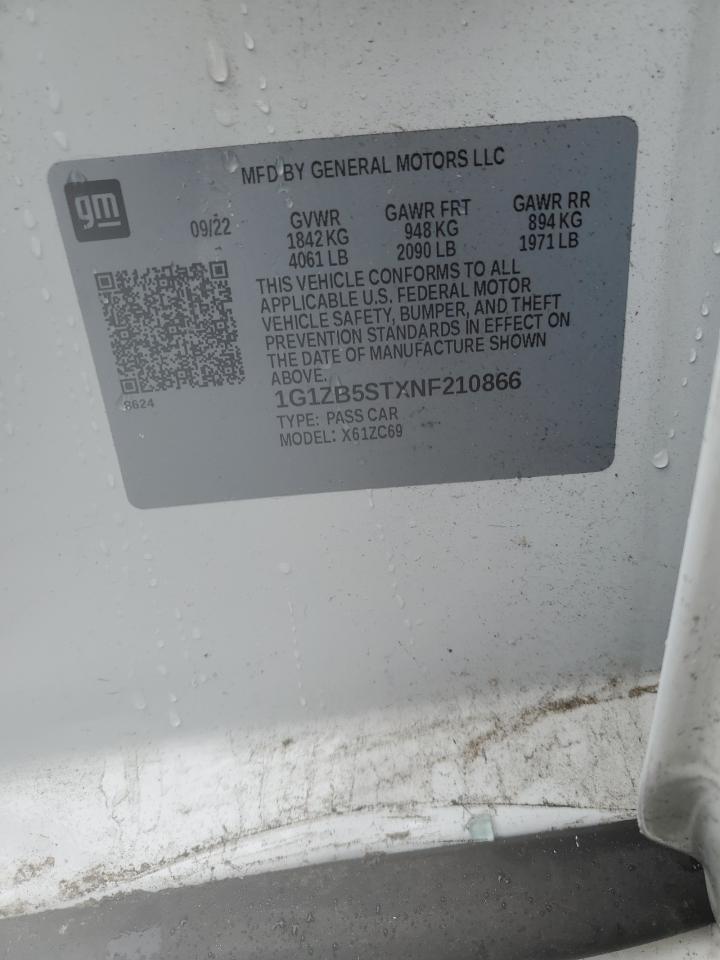 MFD BY GENERAL MOTORS LLC
gm
09/22
GVWR
1842 KG
4061 LB
GAWR FRT
948 KG
2090 LB
GAWR RR
894 KG
1971 LB
THIS VEHICLE CONFORMS TO ALL
APPLICABLE U.S. FEDERAL MOTOR
VEHICLE SAFETY, BUMPER, AND THEFT
PREVENTION STANDARDS IN EFFECT ON
THE DATE OF MANUFACTURE SHOWN
ABOVE.
8624
1G1ZB5STXNF210866
TYPE: PASS CAR
MODEL: X61ZC69